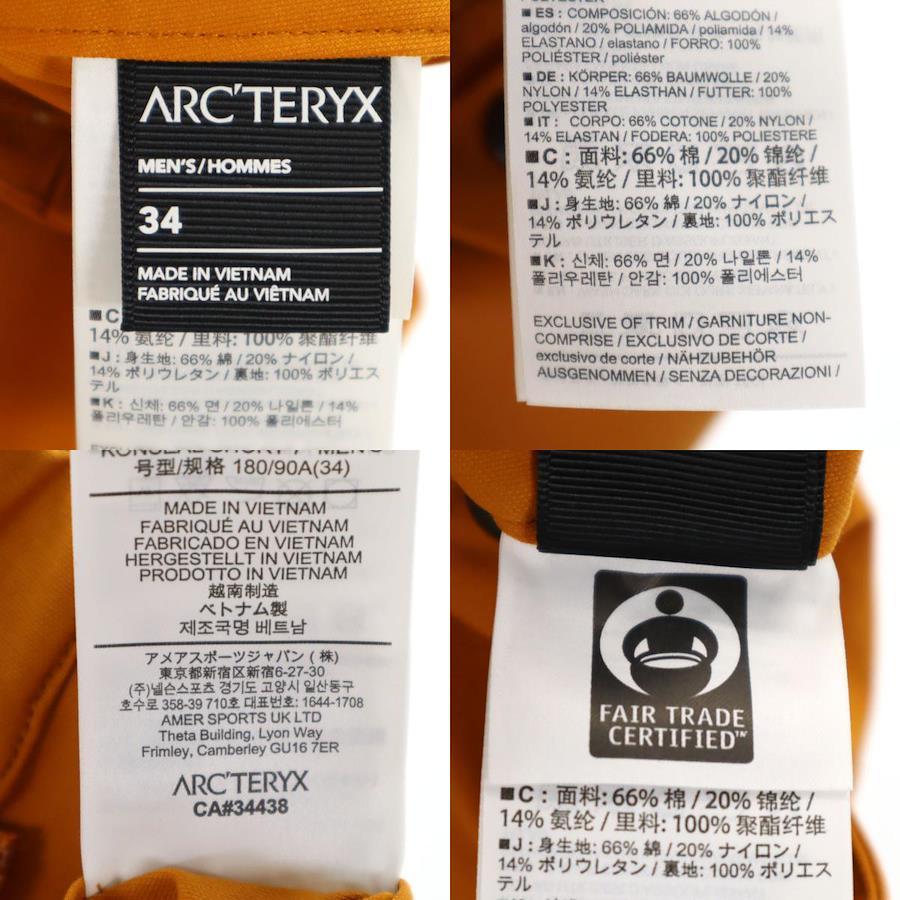 ARC'TERYX
MEN'S/HOMMES
34
MADE IN VIETNAM
FABRIQUÉ AU VIÊTNAM
■C
14% 氨纶 / 里料: 100% 聚酯纤维
■J : 身生地: 66% 綿 / 20% ナイロン /
14% ポリウレタン / 裏地: 100% ポリエス
テル
■K : 신체: 66% 면 / 20% 나일론 / 14%
폴리우레탄 / 안감: 100% 폴리에스터
■ES : COMPOSICIÓN: 66% ALGODÓN /
algodón / 20% POLIAMIDA / poliamida / 14%
ELASTANO / elastano / FORRO: 100%
POLIÉSTER / poliéster
■DE : KÖRPER: 66% BAUMWOLLE / 20%
NYLON / 14% ELASTHAN / FUTTER: 100%
POLYESTER
■IT : CORPO: 66% COTONE / 20% NYLON /
14% ELASTAN / FODERA: 100% POLIESTERE
■C : 面料: 66% 棉 / 20% 锦纶 /
14% 氨纶 / 里料: 100% 聚酯纤维
■J : 身生地: 66% 綿 / 20% ナイロン /
14% ポリウレタン / 裏地: 100% ポリエス
テル
■K : 신체: 66% 면 / 20% 나일론 / 14%
폴리우레탄 / 안감: 100% 폴리에스터
EXCLUSIVE OF TRIM / GARNITURE NON-
COMPRISE / EXCLUSIVO DE CORTE /
exclusivo de corte / NÄHZUBEHÖR
AUSGENOMMEN / SENZA DECORAZIONI /
号型/规格 180/90A(34)
MADE IN VIETNAM
FABRIQUÉ AU VIETNAM
FABRICADO EN VIETNAM
HERGESTELLT IN VIETNAM
PRODOTTO IN VIETNAM
越南制造
ベトナム製
제조국명 베트남
アメアスポーツジャパン (株)
東京都新宿区新宿6-27-30
(주)넬슨스포츠 경기도 고양시 일산동구
호수로 358-39 710호 대표번호: 1644-1708
AMER SPORTS UK LTD
Theta Building, Lyon Way
Frimley, Camberley GU16 7ER
ARC'TERYX
CA#34438
FAIR TRADE
CERTIFIED™
■C : 面料: 66% 棉 / 20% 锦纶 /
14% 氨纶 / 里料: 100% 聚酯纤维
■J : 身生地: 66% 綿 / 20% ナイロン /
14% ポリウレタン / 裏地: 100% ポリエス
テル